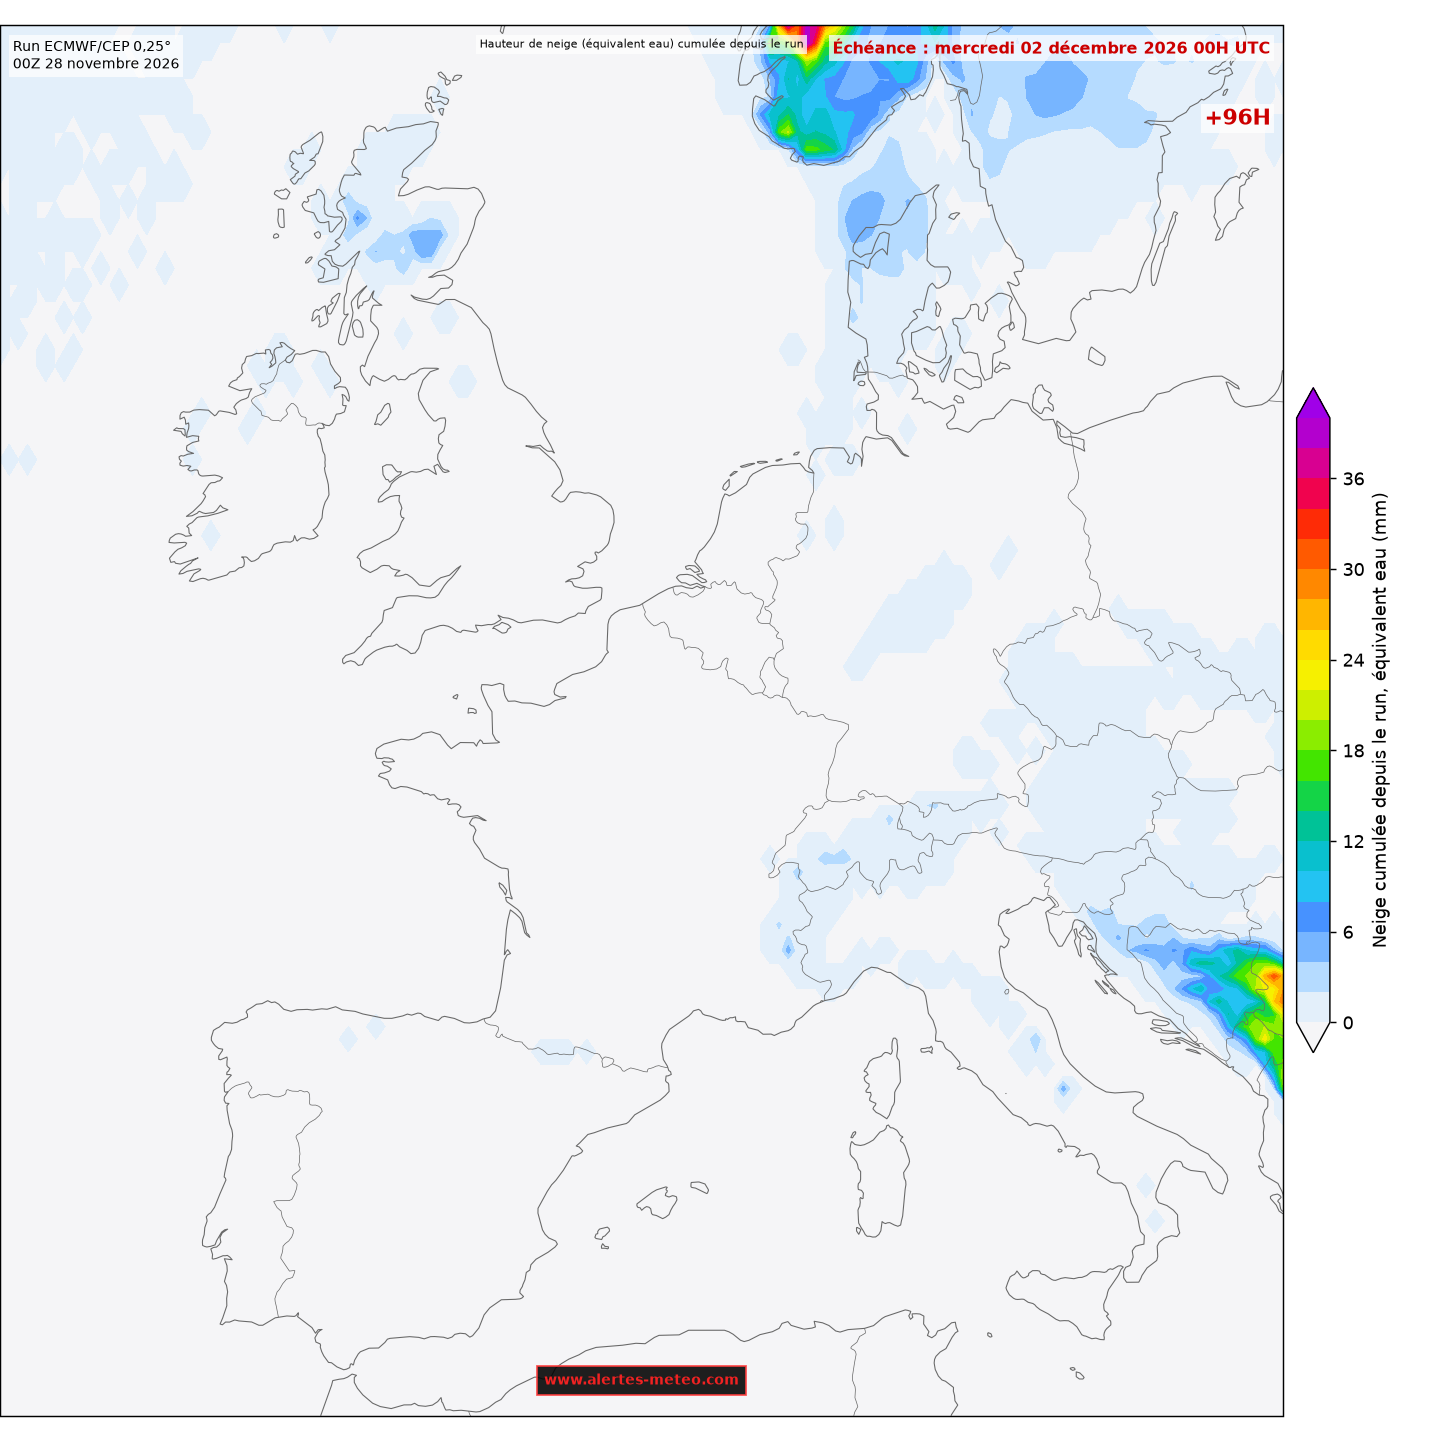 Run ECMWF/CEP 0,25°
00Z 28 novembre 2026
Hauteur de neige (équivalent eau) cumulée depuis le run
Échéance : mercredi 02 décembre 2026 00H UTC
+96H
36
30
24
18
12
6
0
Neige cumulée depuis le run, équivalent eau (mm)
www.alertes-meteo.com